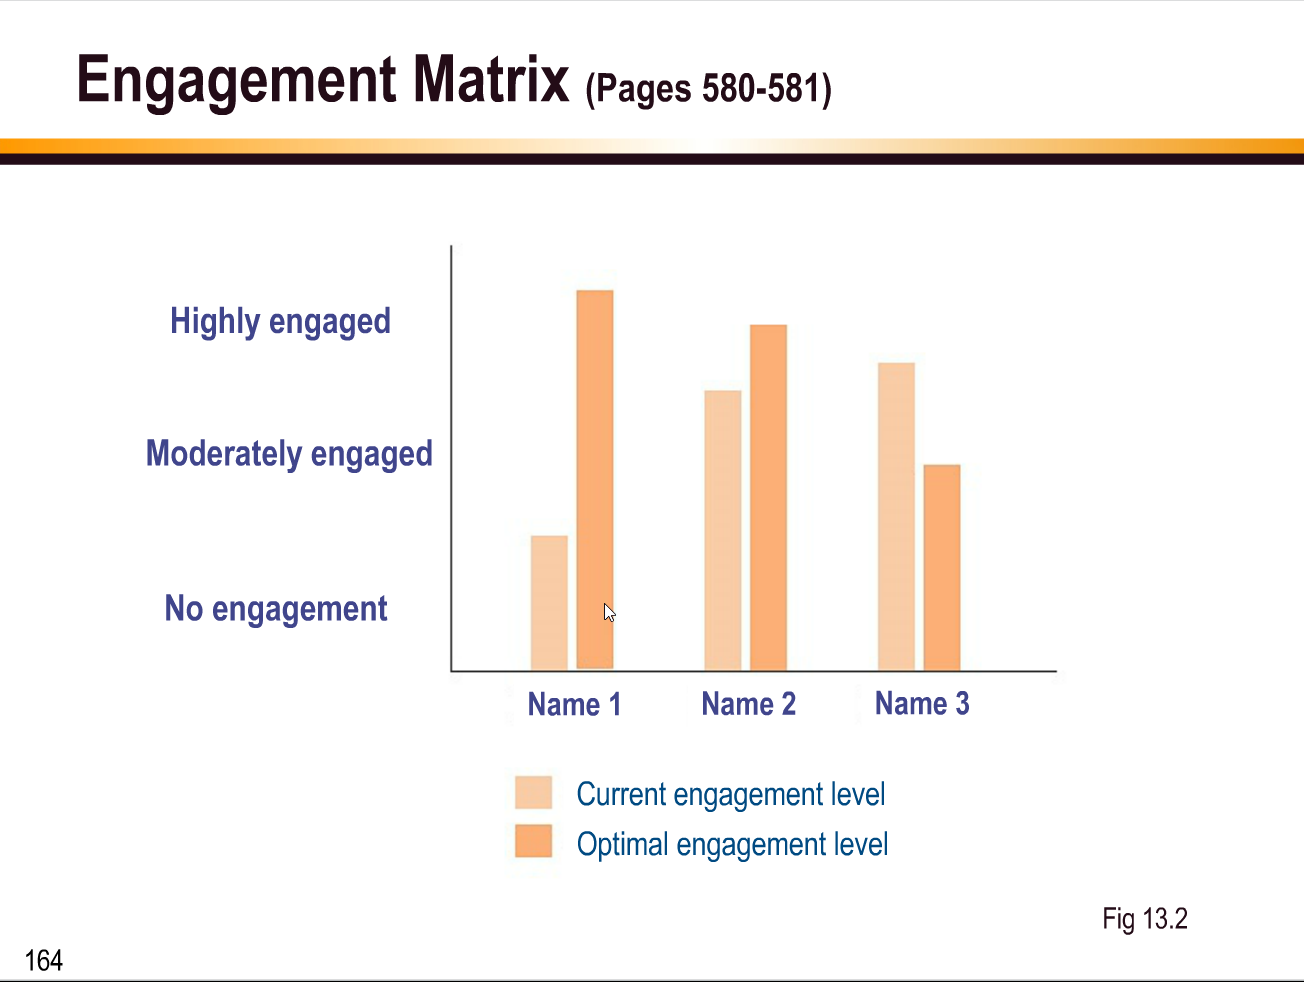 Engagement Matrix (Pages 580-581)
Highly engaged
Moderately engaged
No engagement
Name 1 Name 2 Name 3
Current engagement level
Optimal engagement level
Fig 13.2
164